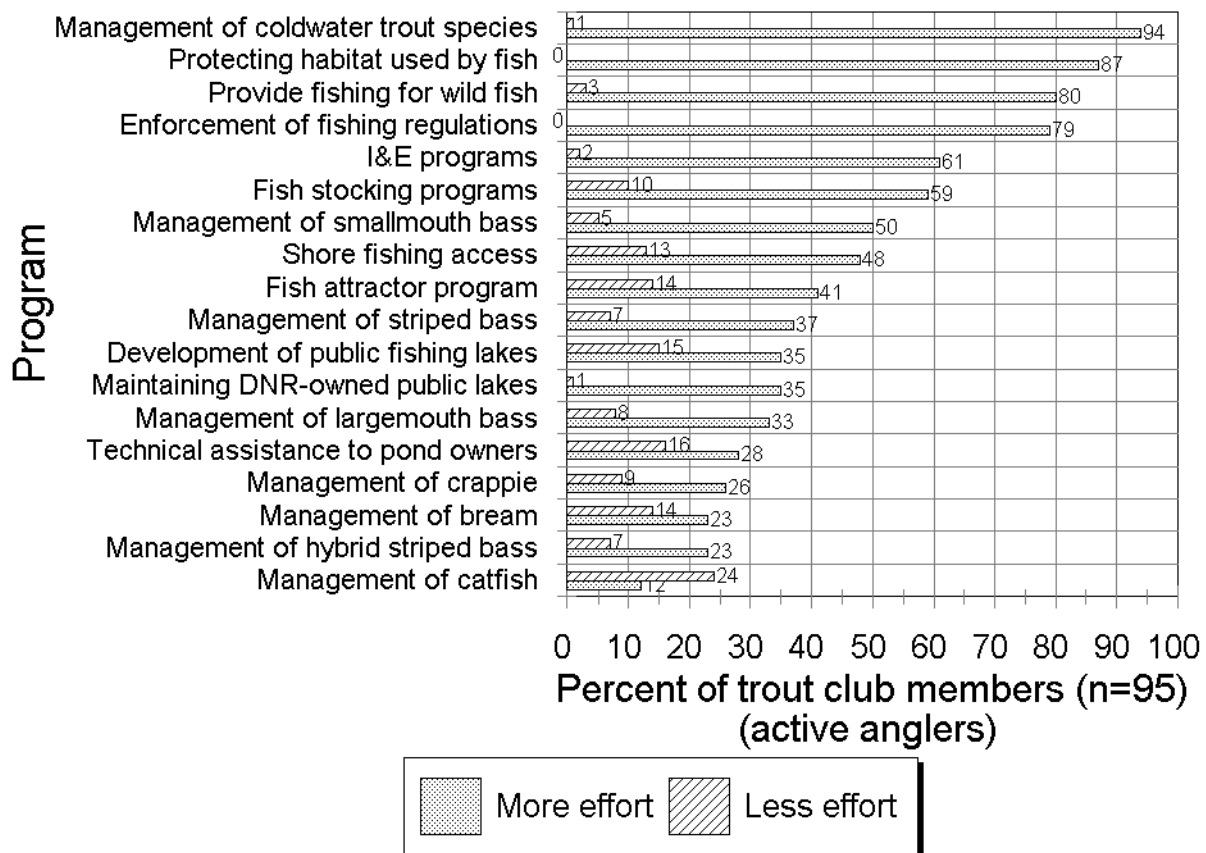 Program
Management of coldwater trout species 1 94
Protecting habitat used by fish 0 87
Provide fishing for wild fish 3 80
Enforcement of fishing regulations 0 79
I&E programs 2 61
Fish stocking programs 10 59
Management of smallmouth bass 5 50
Shore fishing access 13 48
Fish attractor program 14 41
Management of striped bass 7 37
Development of public fishing lakes 15 35
Maintaining DNR-owned public lakes 1 35
Management of largemouth bass 8 33
Technical assistance to pond owners 16 28
Management of crappie 9 26
Management of bream 14 23
Management of hybrid striped bass 7 23
Management of catfish 24 12
0 10 20 30 40 50 60 70 80 90 100
Percent of trout club members (n=95)
(active anglers)
More effort Less effort